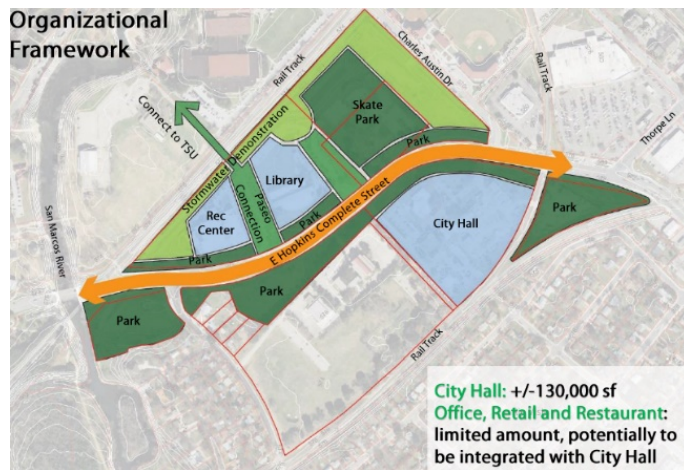 Organizational
Framework
Rail Track
Charles Austin Dr
Rail Track
Thorpe Ln
Connect to TSU
Skate
Park
Park
Stormwater Demonstration
Library
Paseo
Connection
Rec
Center
Park
Park
E Hopkins Complete Street
City Hall
Park
San Marcos River
Park
Park
Rail Track
City Hall: +/-130,000 sf
Office, Retail and Restaurant:
limited amount, potentially to
be integrated with City Hall